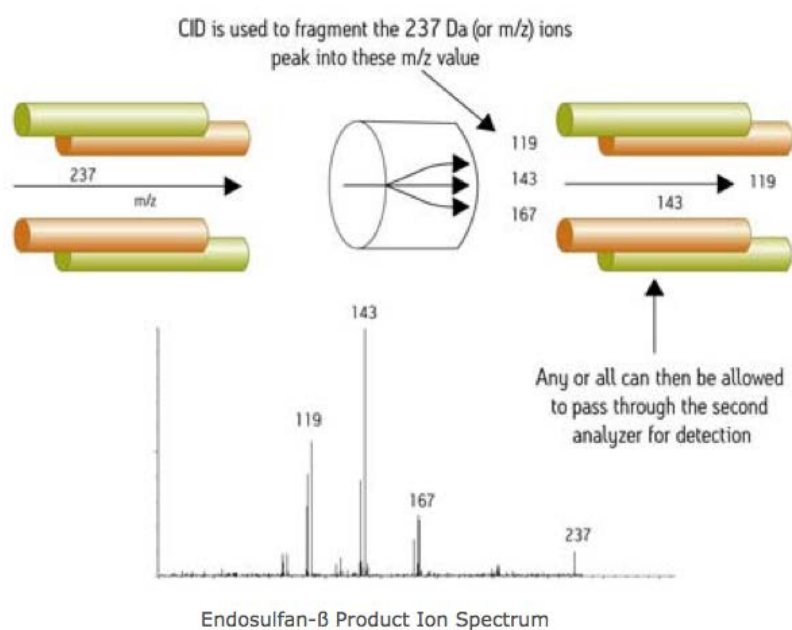 CID is used to fragment the 237 Da (or m/z) ions
peak into these m/z value
237
m/z
119
143
167
119
143
Any or all can then be allowed
to pass through the second
analyzer for detection
143
119
167
237
Endosulfan-β Product Ion Spectrum